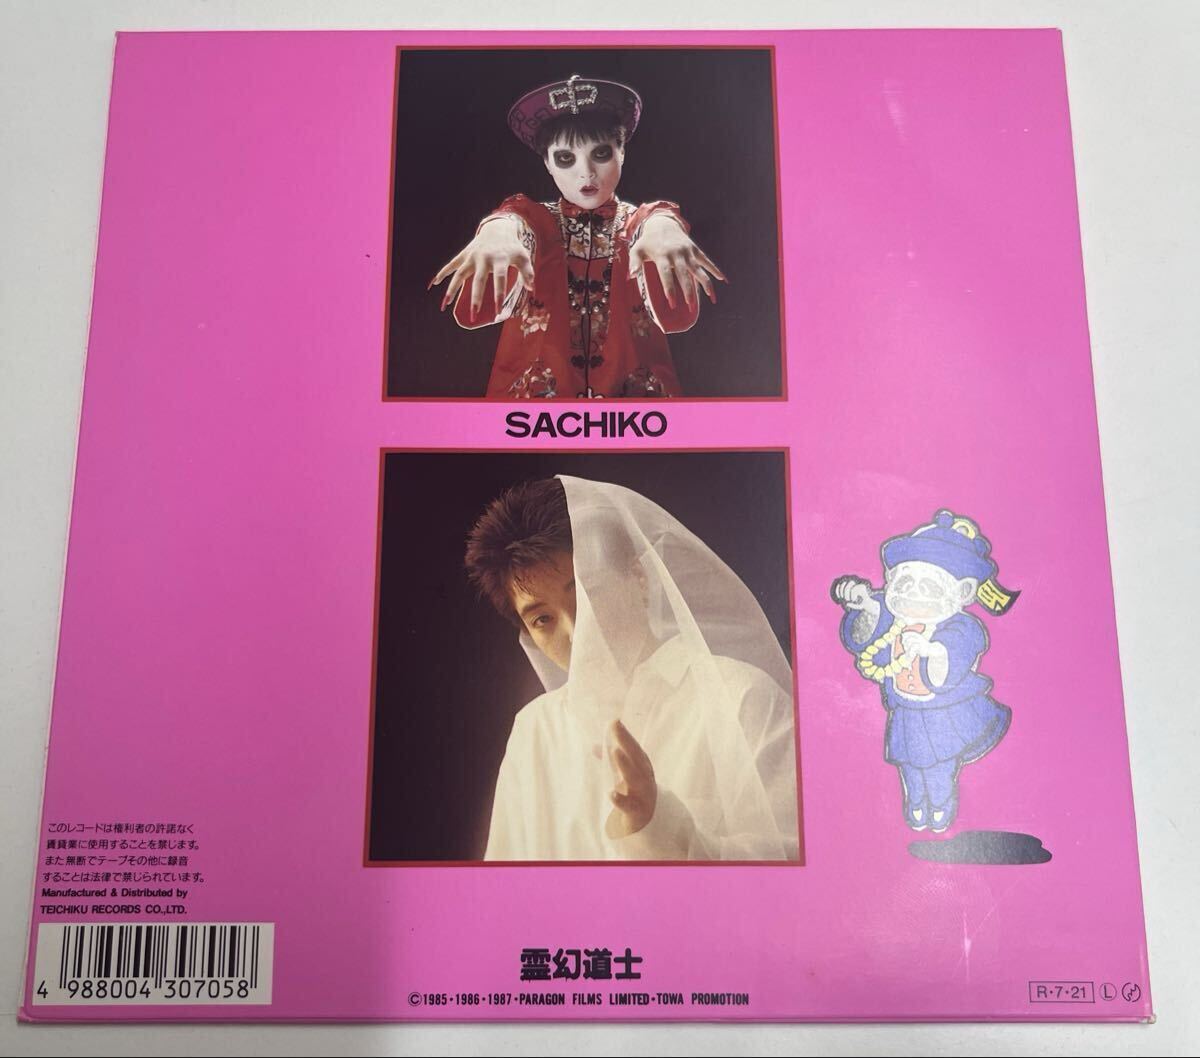 中
SACHIKO
このレコードは権利者の許諾なく
賃貸業に使用することを禁じます。
また無断でテープその他に録音
することは法律で禁じられています。
Manufactured & Distributed by
TEICHIKU RECORDS CO.,LTD.
4 988004 307058
霊幻道士
©1985・1986・1987・PARAGON FILMS LIMITED・TOWA PROMOTION
R・7・21 L